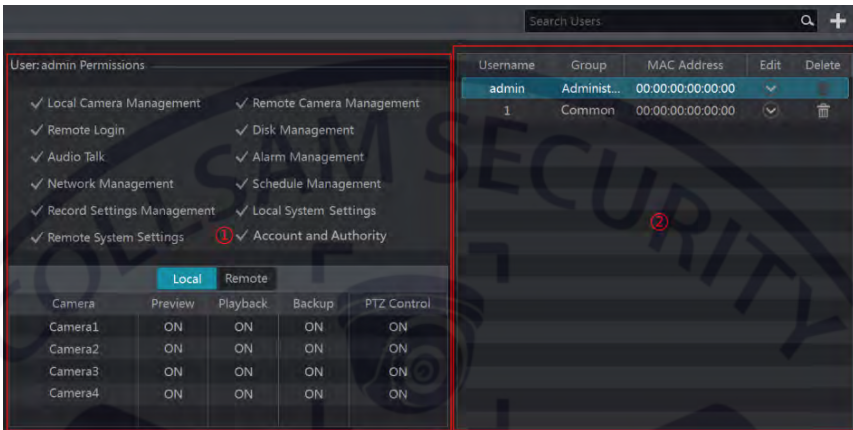 Search Users
User:admin Permissions
✓ Local Camera Management ✓ Remote Camera Management
✓ Remote Login ✓ Disk Management
✓ Audio Talk ✓ Alarm Management
✓ Network Management ✓ Schedule Management
✓ Record Settings Management ✓ Local System Settings
✓ Remote System Settings ① ✓ Account and Authority
Local Remote
Camera Preview Playback Backup PTZ Control
Camera1 ON ON ON ON
Camera2 ON ON ON ON
Camera3 ON ON ON ON
Camera4 ON ON ON ON
Username Group MAC Address Edit Delete
admin Administ... 00:00:00:00:00:00
1 Common 00:00:00:00:00:00
②
COLLSAM SECURITY